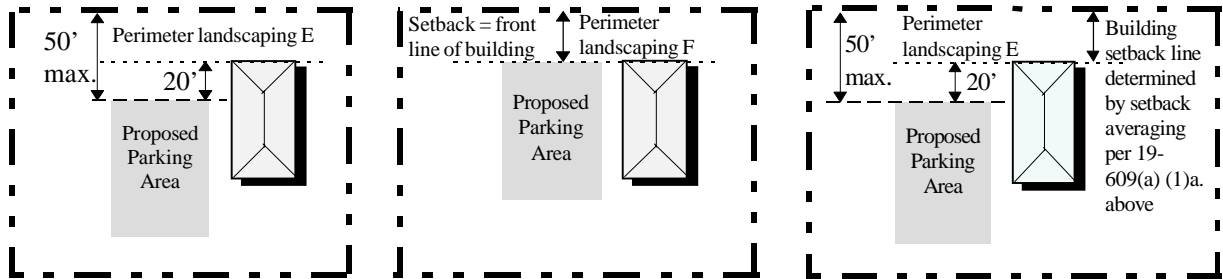 50’
max.
Perimeter landscaping E
20’
Proposed
Parking
Area
Setback = front
line of building
Perimeter
landscaping F
Proposed
Parking
Area
50’
max.
Perimeter
landscaping E
20’
Proposed
Parking
Area
Building
setback line
determined
by setback
averaging
per 19-
609(a) (1)a.
above